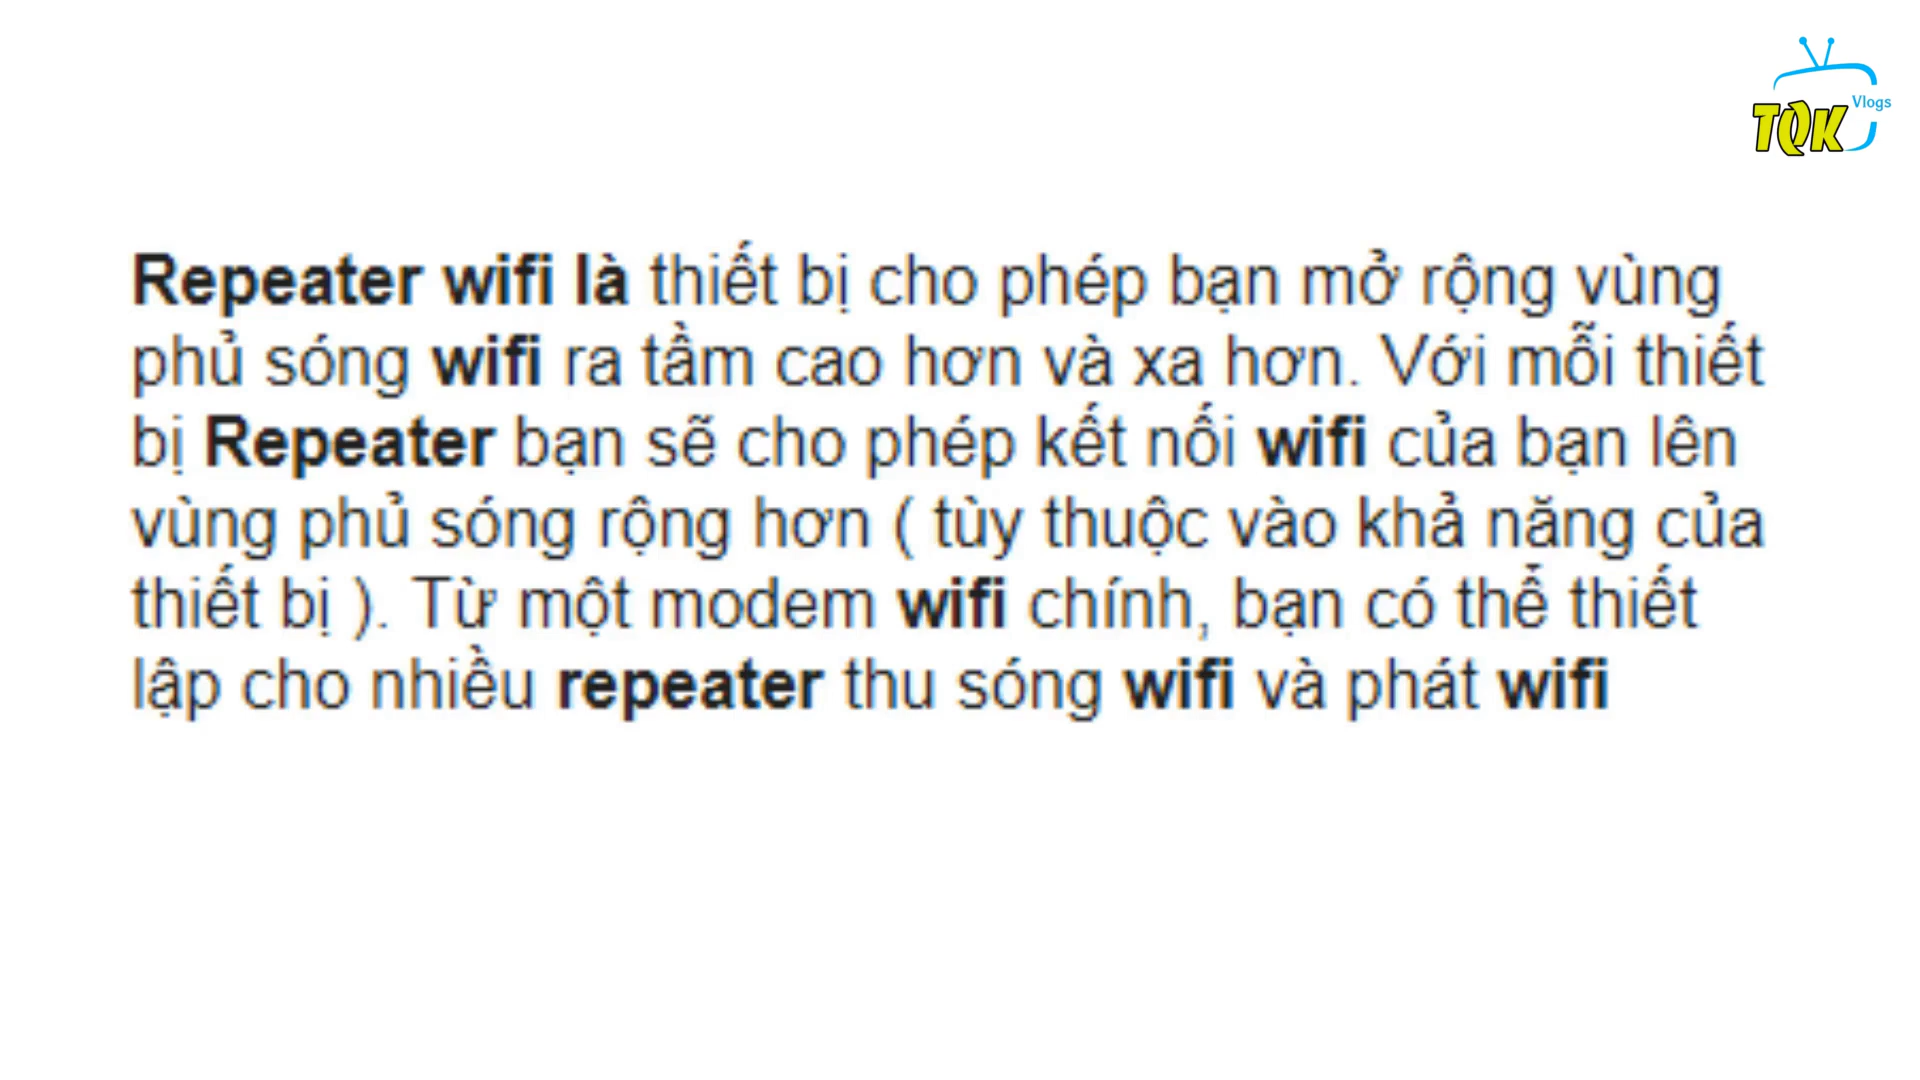 TQK Vlogs
Repeater wifi là thiết bị cho phép bạn mở rộng vùng
phủ sóng wifi ra tầm cao hơn và xa hơn. Với mỗi thiết
bị Repeater bạn sẽ cho phép kết nối wifi của bạn lên
vùng phủ sóng rộng hơn ( tùy thuộc vào khả năng của
thiết bị ). Từ một modem wifi chính, bạn có thể thiết
lập cho nhiều repeater thu sóng wifi và phát wifi